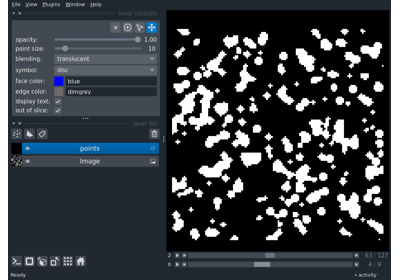 File View Plugins Window Help
layer controls
opacity: 1.00
point size: 10
blending: translucent
symbol: disc
face color: blue
edge color: dimgrey
display text:
out of slice:
layer list
points
Image
2 63 127
0 4 9
Ready activity